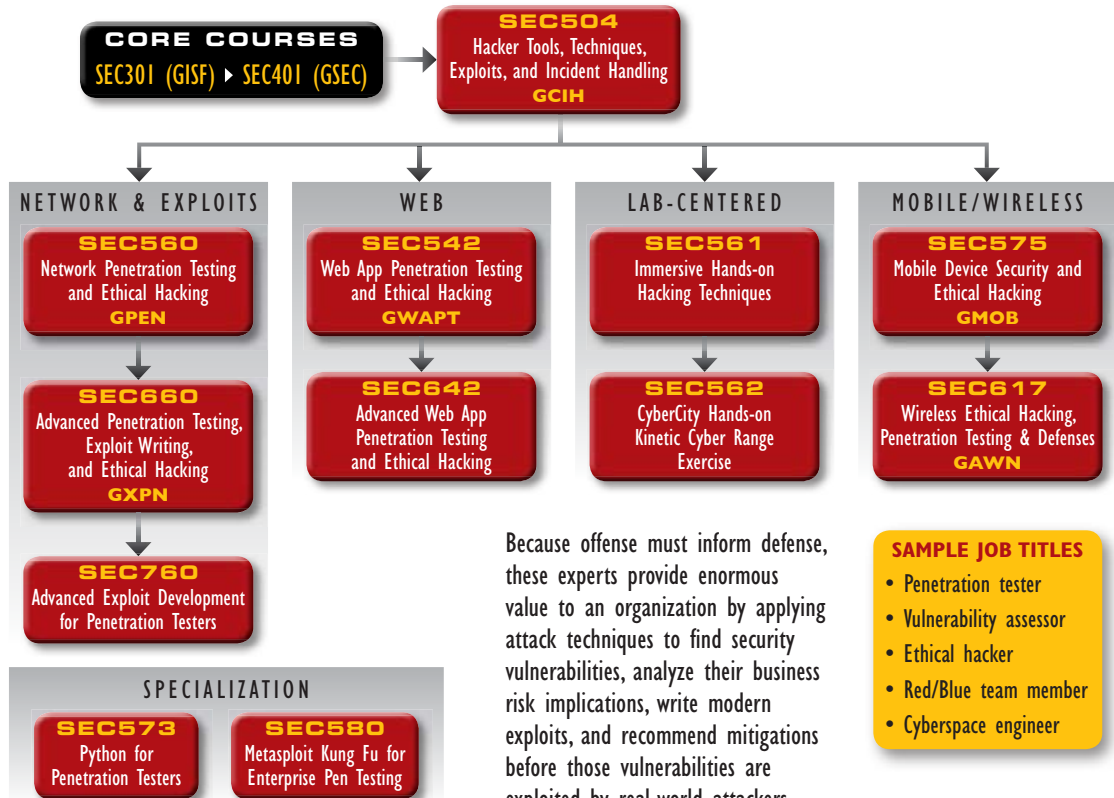 CORE COURSES
SEC301 (GISF) ▸ SEC401 (GSEC)
SEC504
Hacker Tools, Techniques,
Exploits, and Incident Handling
GCIH
NETWORK & EXPLOITS
SEC560
Network Penetration Testing
and Ethical Hacking
GPEN
SEC660
Advanced Penetration Testing,
Exploit Writing,
and Ethical Hacking
GXPN
SEC760
Advanced Exploit Development
for Penetration Testers
WEB
SEC542
Web App Penetration Testing
and Ethical Hacking
GWAPT
SEC642
Advanced Web App
Penetration Testing
and Ethical Hacking
LAB-CENTERED
SEC561
Immersive Hands-on
Hacking Techniques
SEC562
CyberCity Hands-on
Kinetic Cyber Range
Exercise
MOBILE/WIRELESS
SEC575
Mobile Device Security and
Ethical Hacking
GMOB
SEC617
Wireless Ethical Hacking,
Penetration Testing & Defenses
GAWN
SPECIALIZATION
SEC573
Python for
Penetration Testers
SEC580
Metasploit Kung Fu for
Enterprise Pen Testing
Because offense must inform defense,
these experts provide enormous
value to an organization by applying
attack techniques to find security
vulnerabilities, analyze their business
risk implications, write modern
exploits, and recommend mitigations
before those vulnerabilities are
exploited by real-world attackers
SAMPLE JOB TITLES
• Penetration tester
• Vulnerability assessor
• Ethical hacker
• Red/Blue team member
• Cyberspace engineer